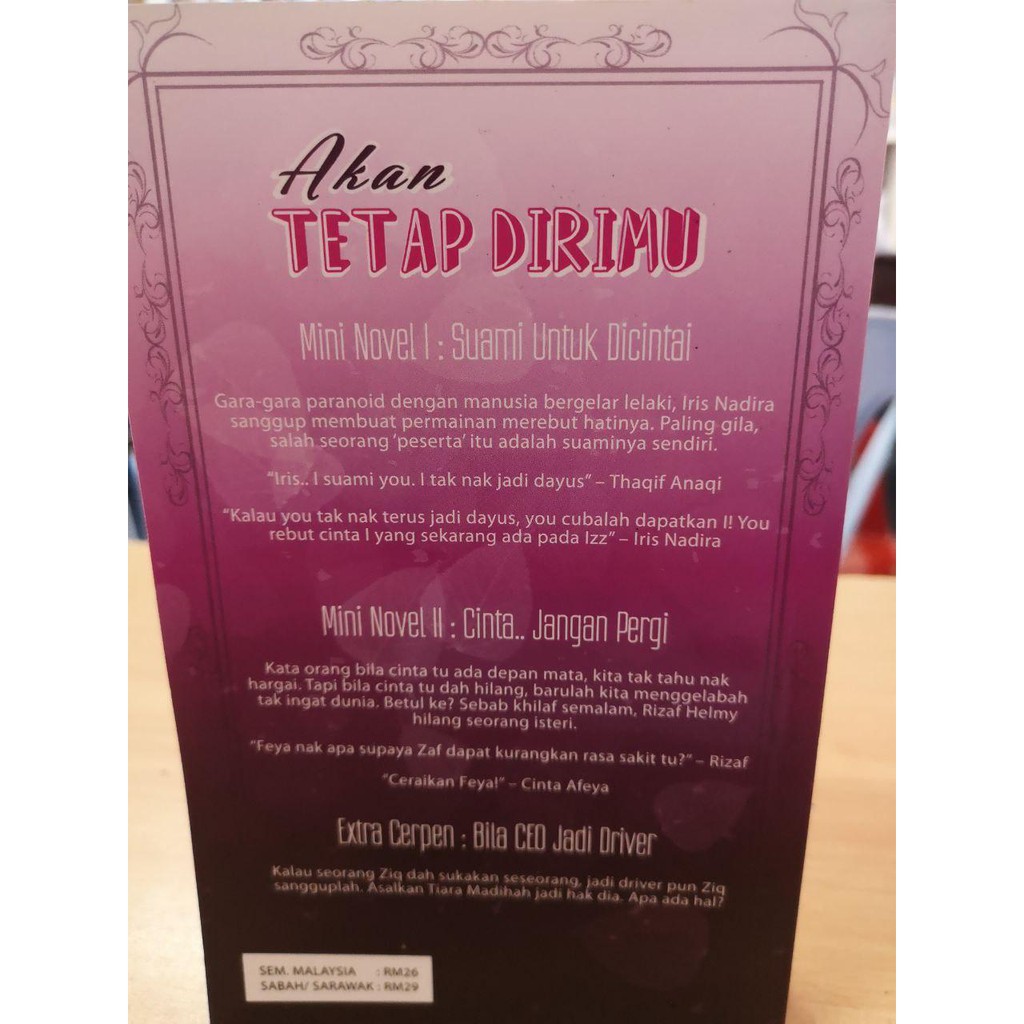 Akan
TETAP DIRIMU
Mini Novel I : Suami Untuk Dicintai
Gara-gara paranoid dengan manusia bergelar lelaki, Iris Nadira
sanggup membuat permainan merebut hatinya. Paling gila,
salah seorang 'peserta' itu adalah suaminya sendiri.
"Iris.. I suami you. I tak nak jadi dayus" – Thaqif Anaqi
"Kalau you tak nak terus jadi dayus, you cubalah dapatkan I! You
rebut cinta I yang sekarang ada pada Izz" – Iris Nadira
Mini Novel II : Cinta.. Jangan Pergi
Kata orang bila cinta tu ada depan mata, kita tak tahu nak
hargai. Tapi bila cinta tu dah hilang, barulah kita menggelabah
tak ingat dunia. Betul ke? Sebab khilaf semalam, Rizaf Helmy
hilang seorang isteri.
"Feya nak apa supaya Zaf dapat kurangkan rasa sakit tu?" – Rizaf
"Ceraikan Feya!" – Cinta Afeya
Extra Cerpen : Bila CEO Jadi Driver
Kalau seorang Ziq dah sukakan seseorang, jadi driver pun Ziq
sangguplah. Asalkan Tiara Madihah jadi hak dia. Apa ada hal?
SEM. MALAYSIA : RM26
SABAH/ SARAWAK : RM29